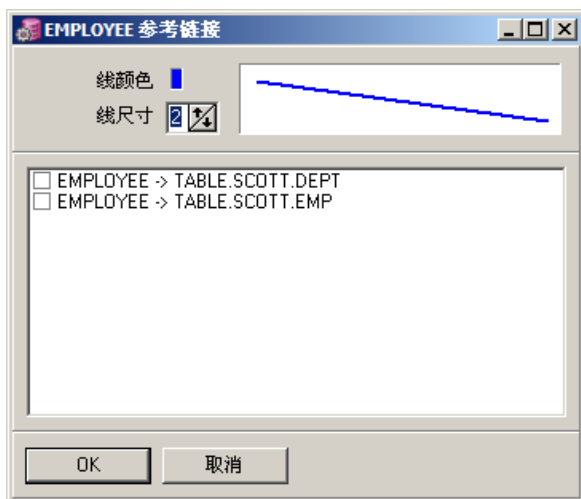 EMPLOYEE 参考链接
线颜色
线尺寸 2
EMPLOYEE -> TABLE.SCOTT.DEPT
EMPLOYEE -> TABLE.SCOTT.EMP
OK 取消